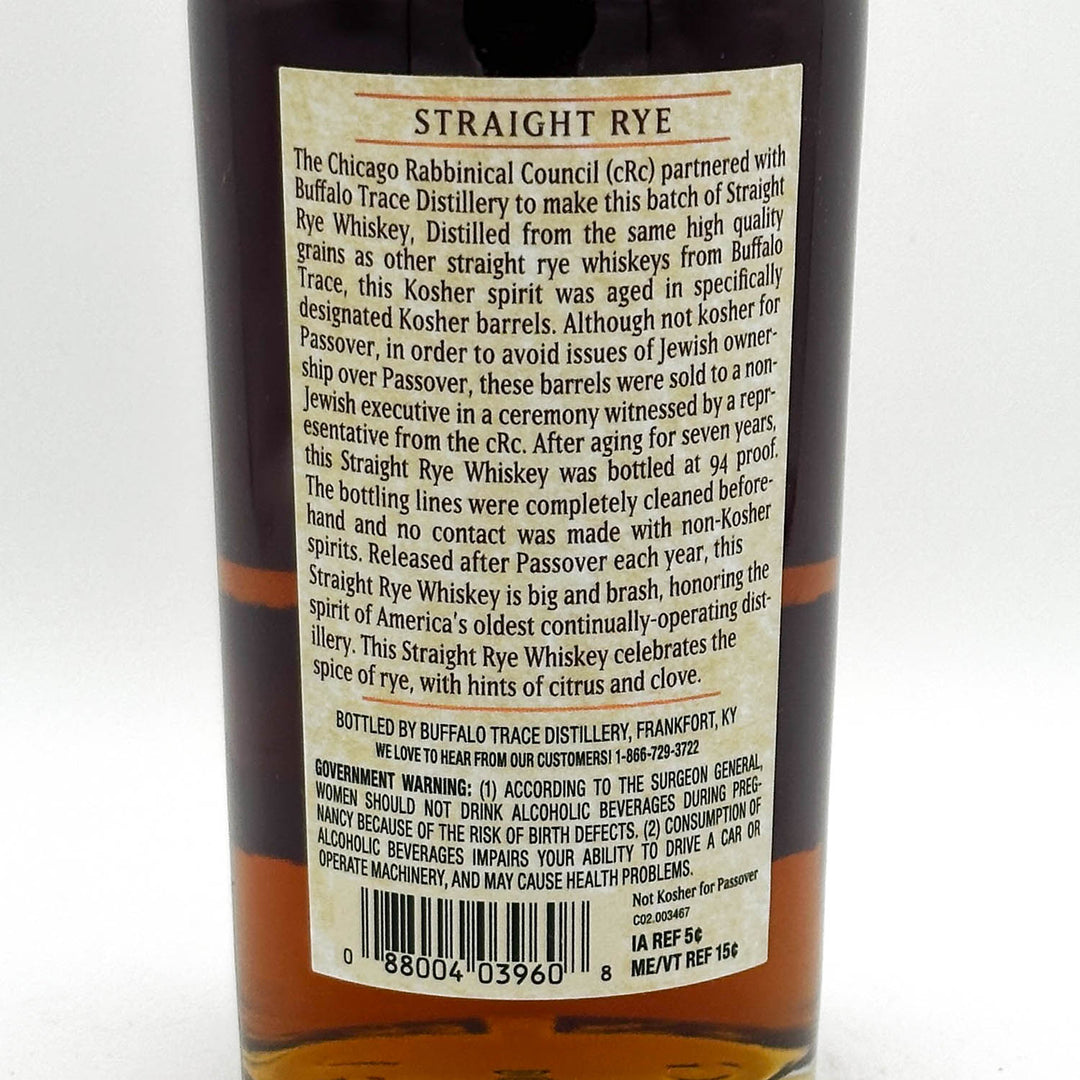 STRAIGHT RYE
The Chicago Rabbinical Council (cRc) partnered with
Buffalo Trace Distillery to make this batch of Straight
Rye Whiskey, Distilled from the same high quality
grains as other straight rye whiskeys from Buffalo
Trace, this Kosher spirit was aged in specifically
designated Kosher barrels. Although not kosher for
Passover, in order to avoid issues of Jewish owner-
ship over Passover, these barrels were sold to a non-
Jewish executive in a ceremony witnessed by a repr-
esentative from the cRc. After aging for seven years,
this Straight Rye Whiskey was bottled at 94 proof.
The bottling lines were completely cleaned before-
hand and no contact was made with non-Kosher
spirits. Released after Passover each year, this
Straight Rye Whiskey is big and brash, honoring the
spirit of America's oldest continually-operating dist-
illery. This Straight Rye Whiskey celebrates the
spice of rye, with hints of citrus and clove.
BOTTLED BY BUFFALO TRACE DISTILLERY, FRANKFORT, KY
WE LOVE TO HEAR FROM OUR CUSTOMERS! 1-866-729-3722
GOVERNMENT WARNING: (1) ACCORDING TO THE SURGEON GENERAL,
WOMEN SHOULD NOT DRINK ALCOHOLIC BEVERAGES DURING PREG-
NANCY BECAUSE OF THE RISK OF BIRTH DEFECTS. (2) CONSUMPTION OF
ALCOHOLIC BEVERAGES IMPAIRS YOUR ABILITY TO DRIVE A CAR OR
OPERATE MACHINERY, AND MAY CAUSE HEALTH PROBLEMS.
Not Kosher for Passover
C02.003467
IA REF 5¢
ME/VT REF 15¢
0 88004 03960 8